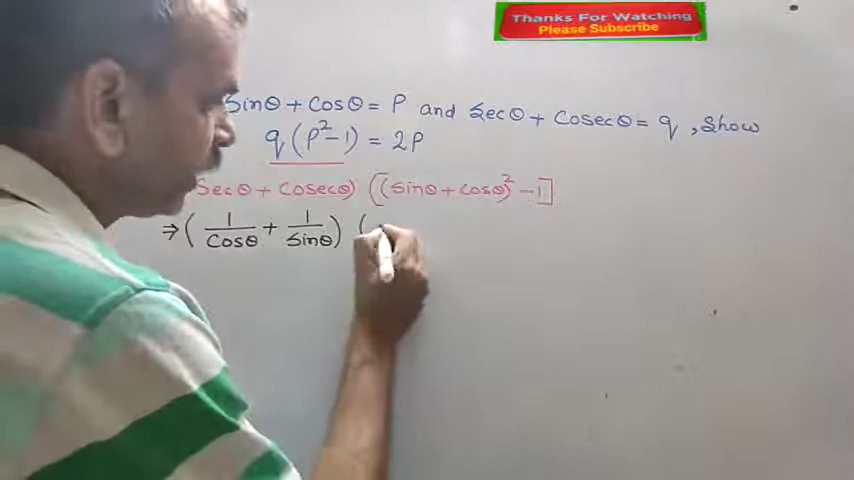 Thanks For Watching
Please Subscribe
Sinθ + Cosθ = P and Secθ + Cosecθ = q, Show
q(P²-1) = 2P
Secθ + Cosecθ) [(Sinθ + Cosθ)² - 1]
⇒ (1/Cosθ + 1/Sinθ) (